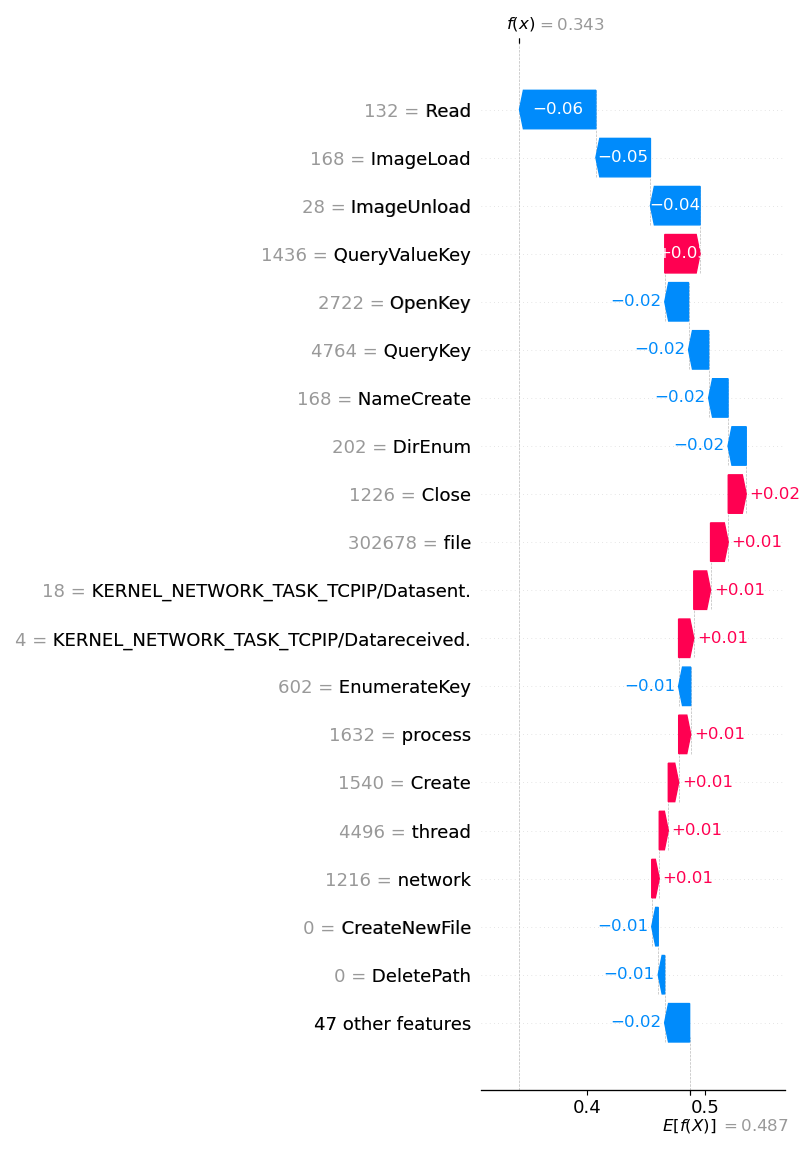 f(x) = 0.343
132 = Read
−0.06
168 = ImageLoad
−0.05
28 = ImageUnload
−0.04
1436 = QueryValueKey
2722 = OpenKey
−0.02
4764 = QueryKey
−0.02
168 = NameCreate
−0.02
202 = DirEnum
−0.02
1226 = Close
+0.02
302678 = file
+0.01
18 = KERNEL_NETWORK_TASK_TCPIP/Datasent.
+0.01
4 = KERNEL_NETWORK_TASK_TCPIP/Datareceived.
+0.01
602 = EnumerateKey
−0.01
1632 = process
+0.01
1540 = Create
+0.01
4496 = thread
+0.01
1216 = network
+0.01
0 = CreateNewFile
−0.01
0 = DeletePath
−0.01
47 other features
−0.02
0.4
0.5
E[f(X)] = 0.487